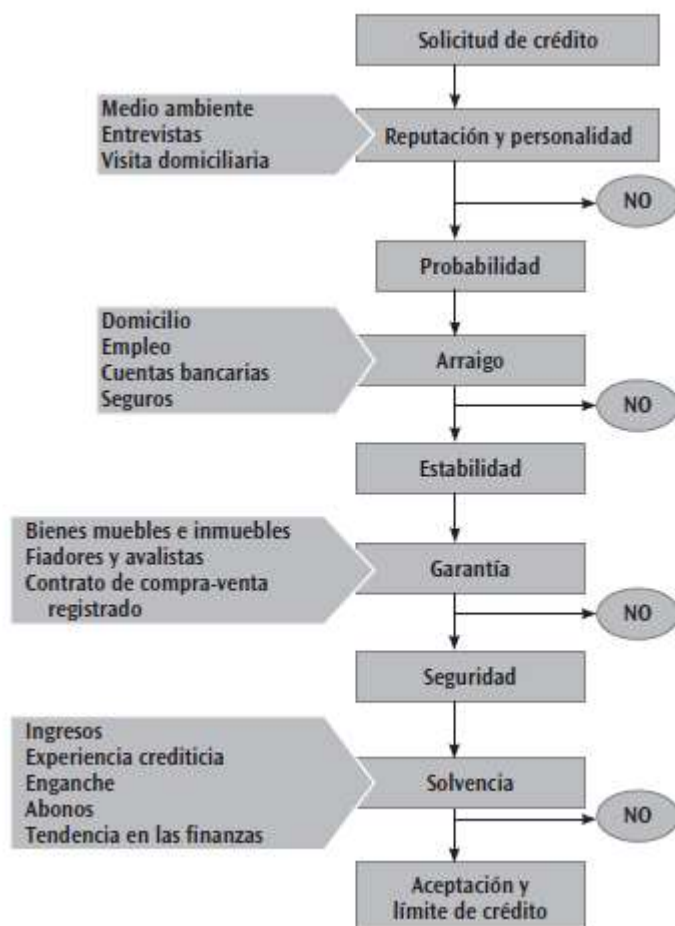 Solicitud de crédito
Medio ambiente
Entrevistas
Visita domiciliaria
Reputación y personalidad
NO
Probabilidad
Domicilio
Empleo
Cuentas bancarias
Seguros
Arraigo
NO
Estabilidad
Bienes muebles e inmuebles
Fiadores y avalistas
Contrato de compra-venta
registrado
Garantía
NO
Seguridad
Ingresos
Experiencia crediticia
Enganche
Abonos
Tendencia en las finanzas
Solvencia
NO
Aceptación y
límite de crédito